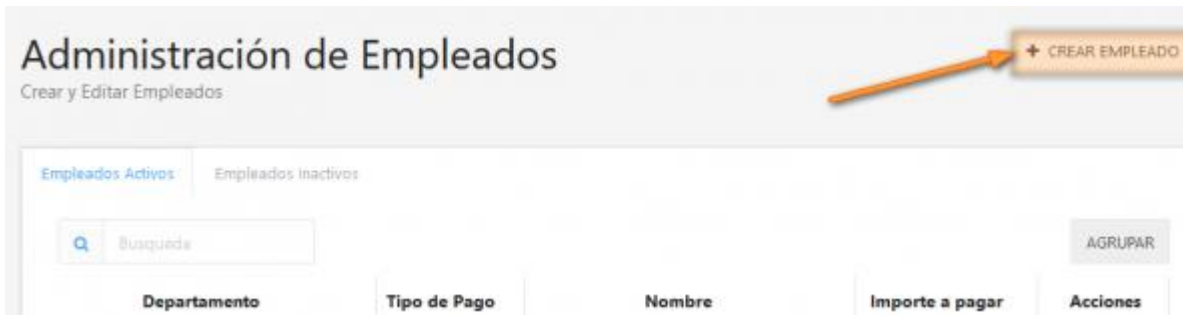 Administración de Empleados
+ CREAR EMPLEADO
Crear y Editar Empleados
Empleados Activos Empleados Inactivos
Busqueda
AGRUPAR
Departamento Tipo de Pago Nombre Importe a pagar Acciones